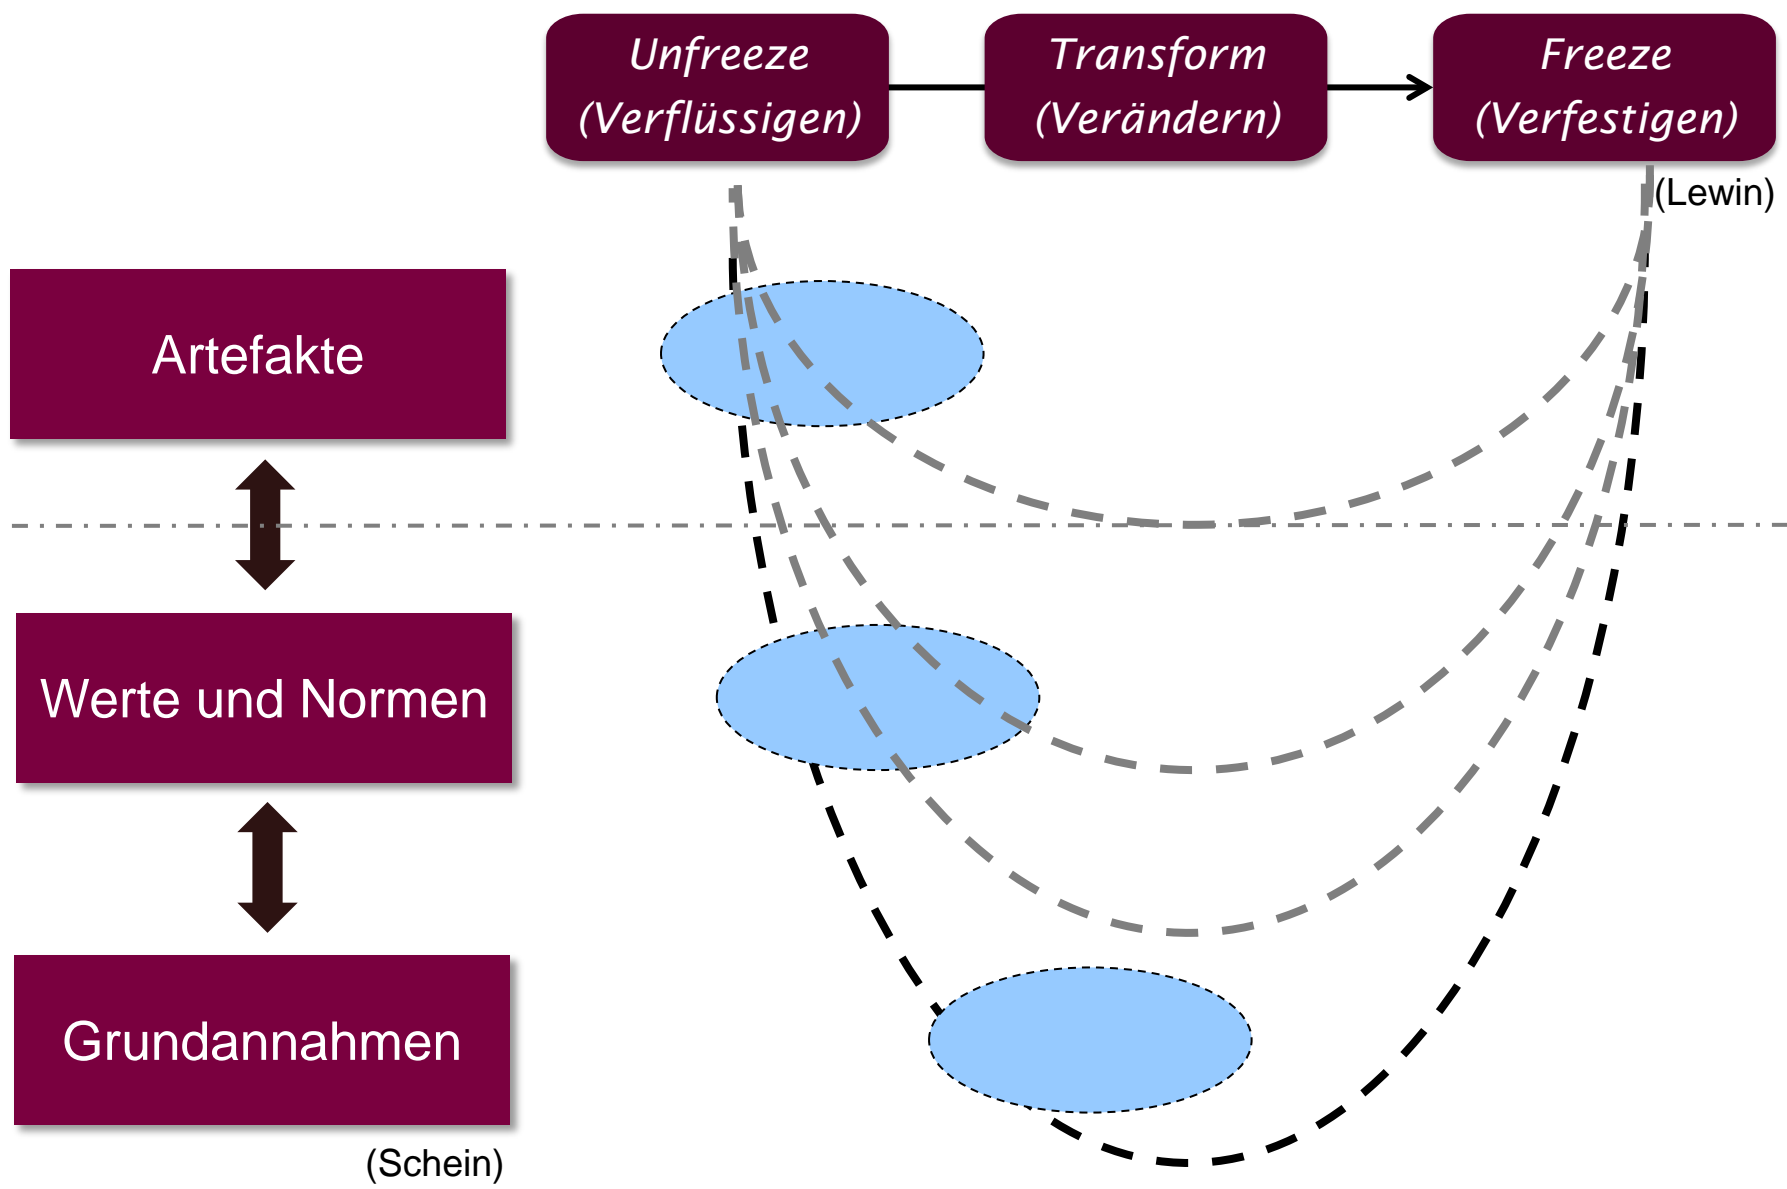 Unfreeze
(Verflüssigen)
Transform
(Verändern)
Freeze
(Verfestigen)
(Lewin)
Artefakte
Werte und Normen
Grundannahmen
(Schein)